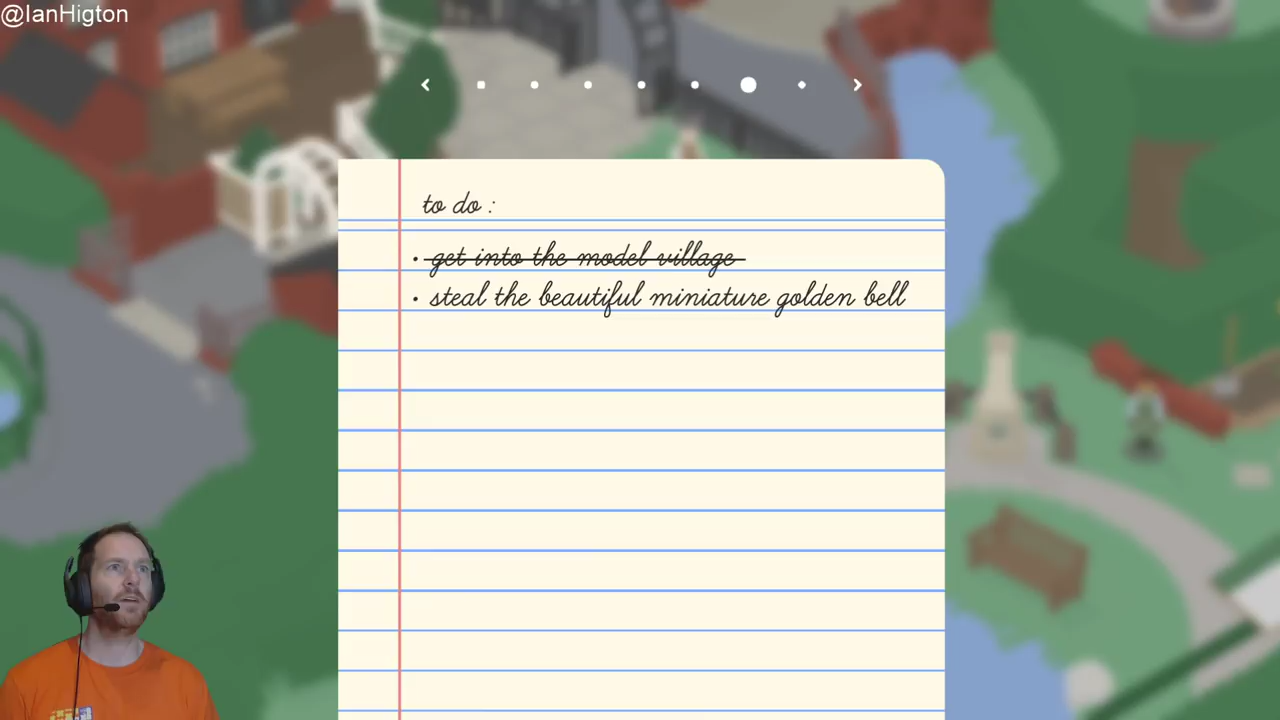 @IanHigton
to do :
• get into the model village
• steal the beautiful miniature golden bell